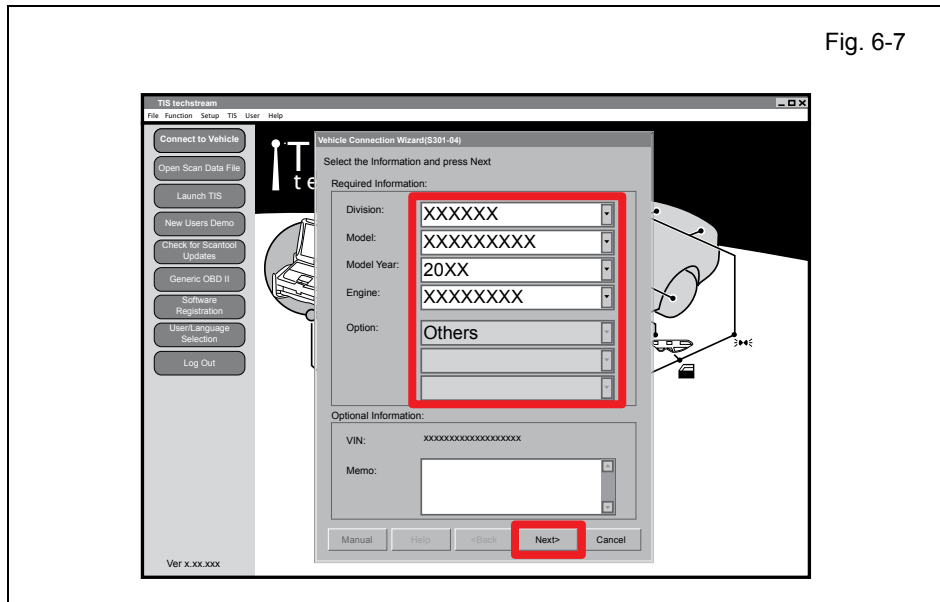 Fig. 6-7
TIS techstream
File Function Setup TIS User Help
Connect to Vehicle
Open Scan Data File
Launch TIS
New Users Demo
Check for Scantool
Updates
Generic OBD II
Software
Registration
User/Language
Selection
Log Out
Ver x.xx.xxx
Vehicle Connection Wizard(S301-04)
Select the Information and press Next
Required Information:
Division: XXXXXX
Model: XXXXXXXXX
Model Year: 20XX
Engine: XXXXXXXX
Option: Others
Optional Information:
VIN: xxxxxxxxxxxxxxxxxxx
Memo:
Manual Help <Back Next> Cancel